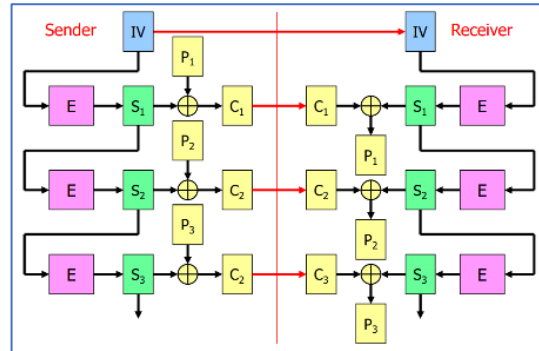 Sender IV IV Receiver
P1
E S1 C1 C1 S1 E
P2 P1
E S2 C2 C2 S2 E
P3 P2
E S3 C2 C3 S3 E
P3